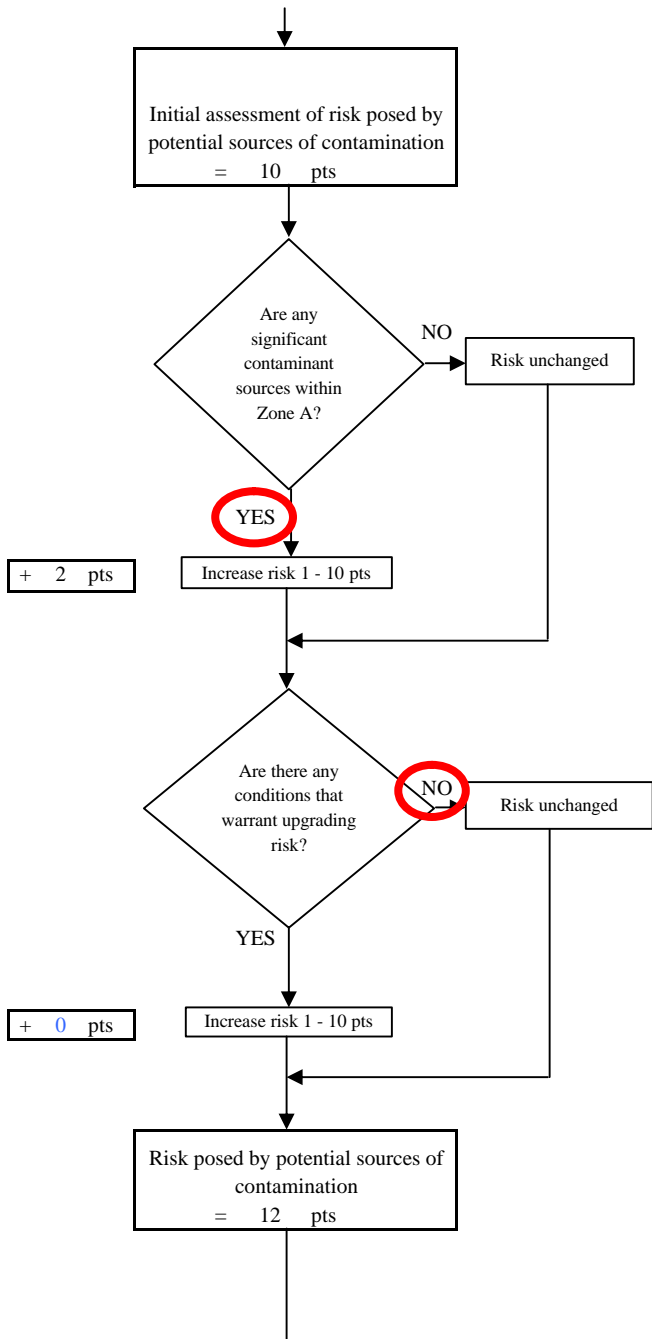 Initial assessment of risk posed by
potential sources of contamination
= 10 pts
Are any
significant
contaminant
sources within
Zone A?
NO
Risk unchanged
YES
+ 2 pts
Increase risk 1 - 10 pts
Are there any
conditions that
warrant upgrading
risk?
NO
Risk unchanged
YES
+ 0 pts
Increase risk 1 - 10 pts
Risk posed by potential sources of
contamination
= 12 pts